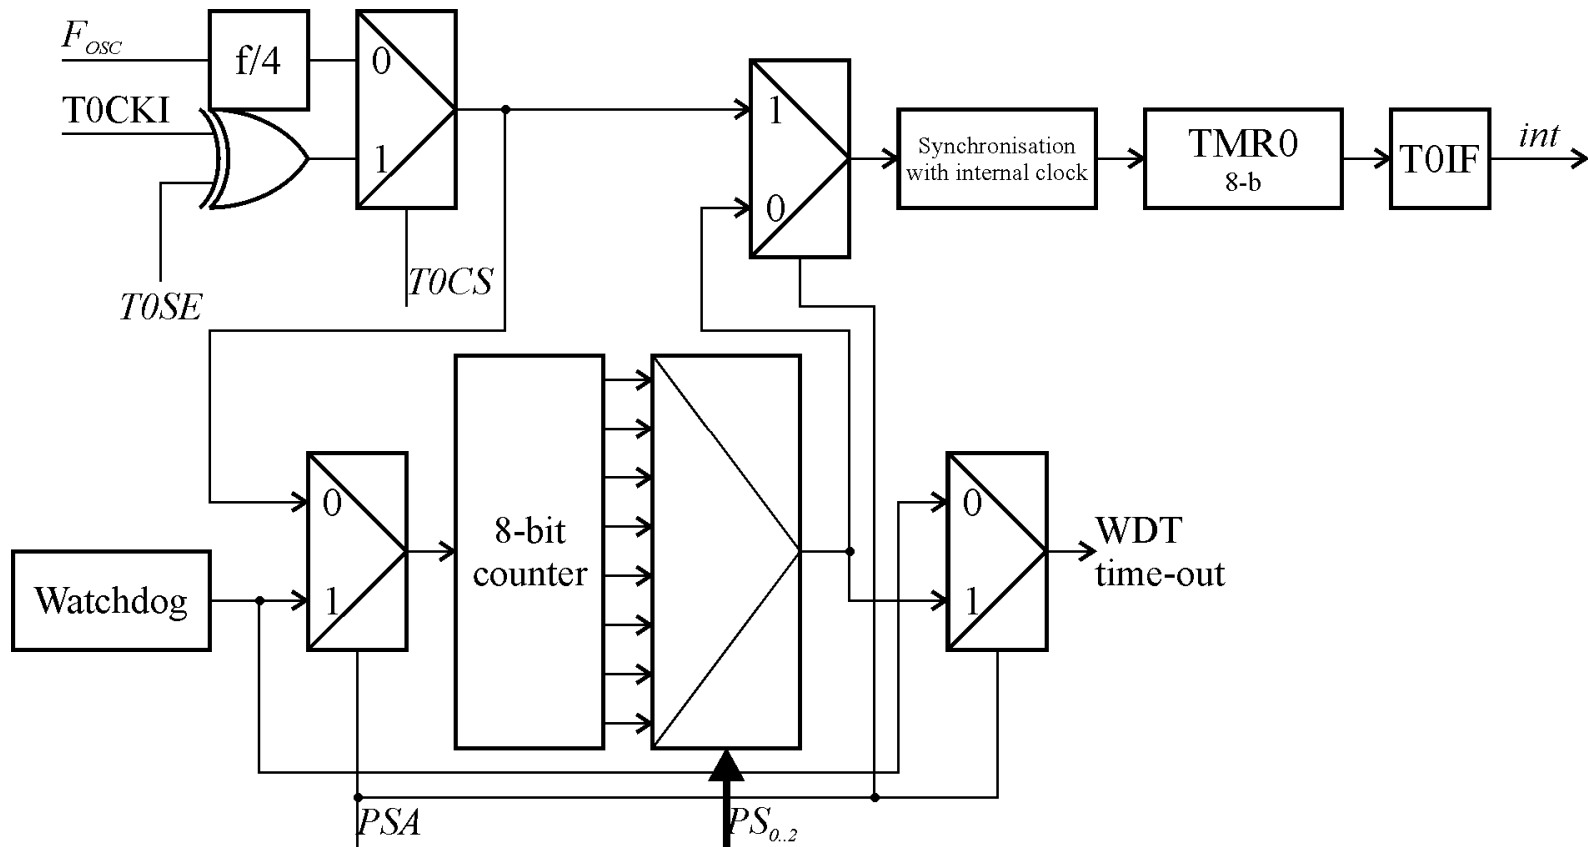 F_OSC
f/4
0
T0CKI
1
T0SE
T0CS
1
0
Synchronisation
with internal clock
TMR0
8-b
T0IF
int
Watchdog
0
1
8-bit
counter
0
1
WDT
time-out
PSA
PS_0..2